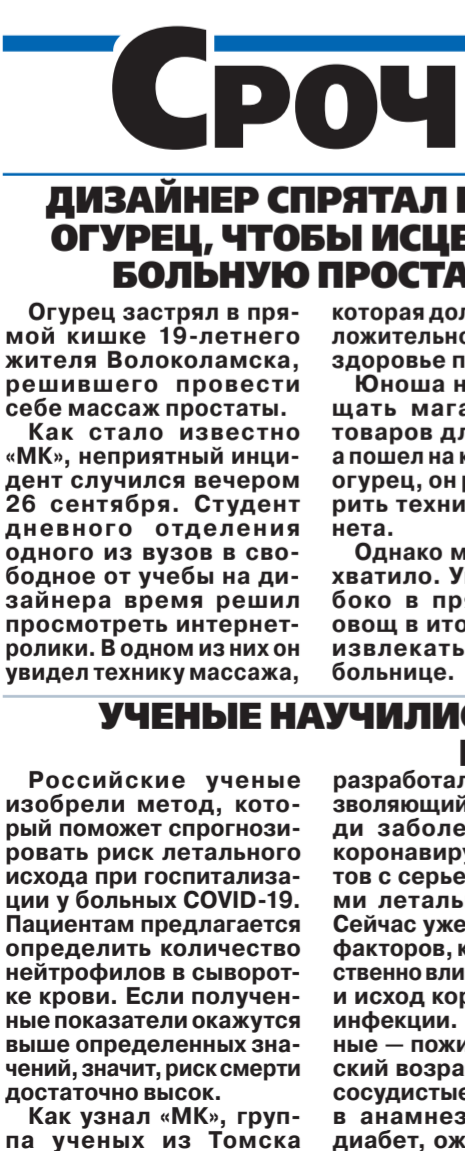 СРОЧ
ДИЗАЙНЕР СПРЯТАЛ
ОГУРЕЦ, ЧТОБЫ ИСЦЕ
БОЛЬНУЮ ПРОСТА
Огурец застрял в пря-
мой кишке 19-летнего
жителя Волоколамска,
решившего провести
себе массаж простаты.
Как стало известно
«МК», неприятный инци-
дент случился вечером
26 сентября. Студент
дневного отделения
одного из вузов в сво-
бодное от учебы на ди-
зайнера время решил
просмотреть интернет-
ролики. В одном из них он
увидел технику массажа,
которая дол
ложительно
здоровье п
Юноша н
щать мага
товаров дл
а пошел на к
огурец, он р
рить техни
нета.
Однако м
хватило. У
боко в пр
овощ в ито
извлекать
больнице.
УЧЕНЫЕ НАУЧИЛИС
Российские ученые
изобрели метод, кото-
рый поможет спрогнози-
ровать риск летального
исхода при госпитализа-
ции у больных COVID-19.
Пациентам предлагается
определить количество
нейтрофилов в сыворот-
ке крови. Если получен-
ные показатели окажутся
выше определенных зна-
чений, значит, риск смерти
достаточно высок.
Как узнал «МК», груп-
па ученых из Томска
разработал
зволяющий
ди заболе
коронавиру
тов с серье
ми леталь
Сейчас уже
факторов, к
ственно вли
и исход кор
инфекции.
ные — пожи
ский возра
сосудистые
в анамнез
диабет, ож